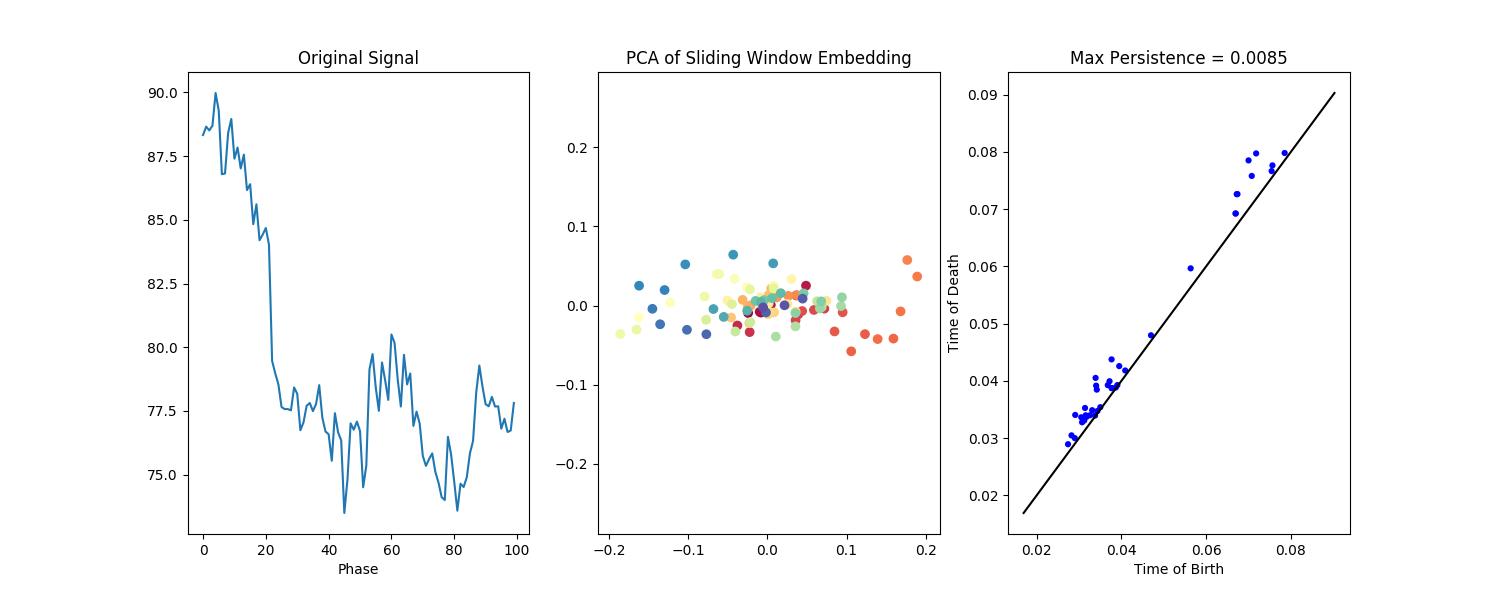 Original Signal
90.0
87.5
85.0
82.5
80.0
77.5
75.0
0 20 40 60 80 100
Phase
PCA of Sliding Window Embedding
0.2
0.1
0.0
−0.1
−0.2
−0.2 −0.1 0.0 0.1 0.2
Max Persistence = 0.0085
Time of Death
0.09
0.08
0.07
0.06
0.05
0.04
0.03
0.02
0.02 0.04 0.06 0.08
Time of Birth